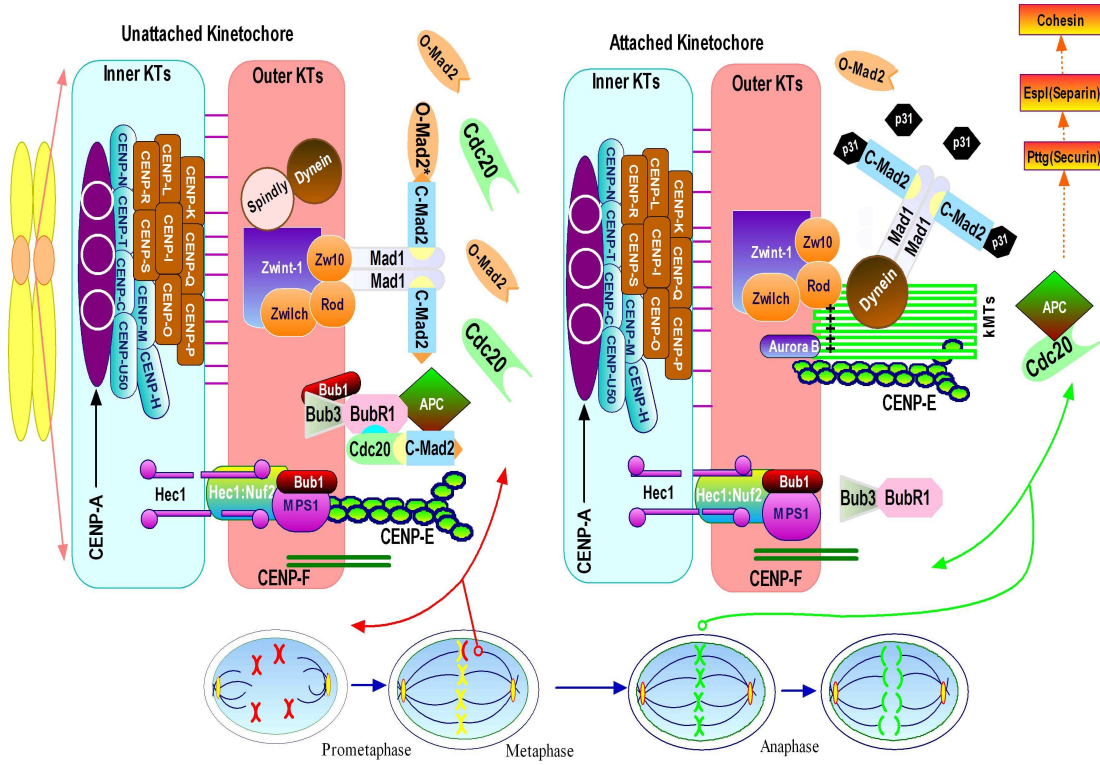 Unattached Kinetochore
Inner KTs
Outer KTs
O-Mad2
O-Mad2*
Cdc20
CENP-N
CENP-R
CENP-L
CENP-K
CENP-T
CENP-S
CENP-I
CENP-Q
CENP-C
CENP-M
CENP-O
CENP-P
CENP-U50
CENP-H
Spindly
Dynein
C-Mad2
Zwint-1
Zw10
Mad1
Mad1
O-Mad2
Zwilch
Rod
C-Mad2
Cdc20
Bub1
Bub3
BubR1
APC
Cdc20
C-Mad2
CENP-A
Hec1
Hec1:Nuf2
Bub1
MPS1
CENP-E
CENP-F
Attached Kinetochore
Inner KTs
Outer KTs
O-Mad2
p31
p31
p31
p31
C-Mad2
C-Mad2
Mad1
Mad1
CENP-N
CENP-R
CENP-L
CENP-K
CENP-T
CENP-S
CENP-I
CENP-Q
CENP-C
CENP-M
CENP-O
CENP-P
CENP-U50
CENP-H
Zwint-1
Zw10
Zwilch
Rod
Dynein
+
+
+
+
Aurora B
kMTs
CENP-E
CENP-A
Hec1
Hec1:Nuf2
Bub1
MPS1
Bub3
BubR1
CENP-F
Cohesin
Espl(Separin)
Pttg(Securin)
APC
Cdc20
Prometaphase
Metaphase
Anaphase